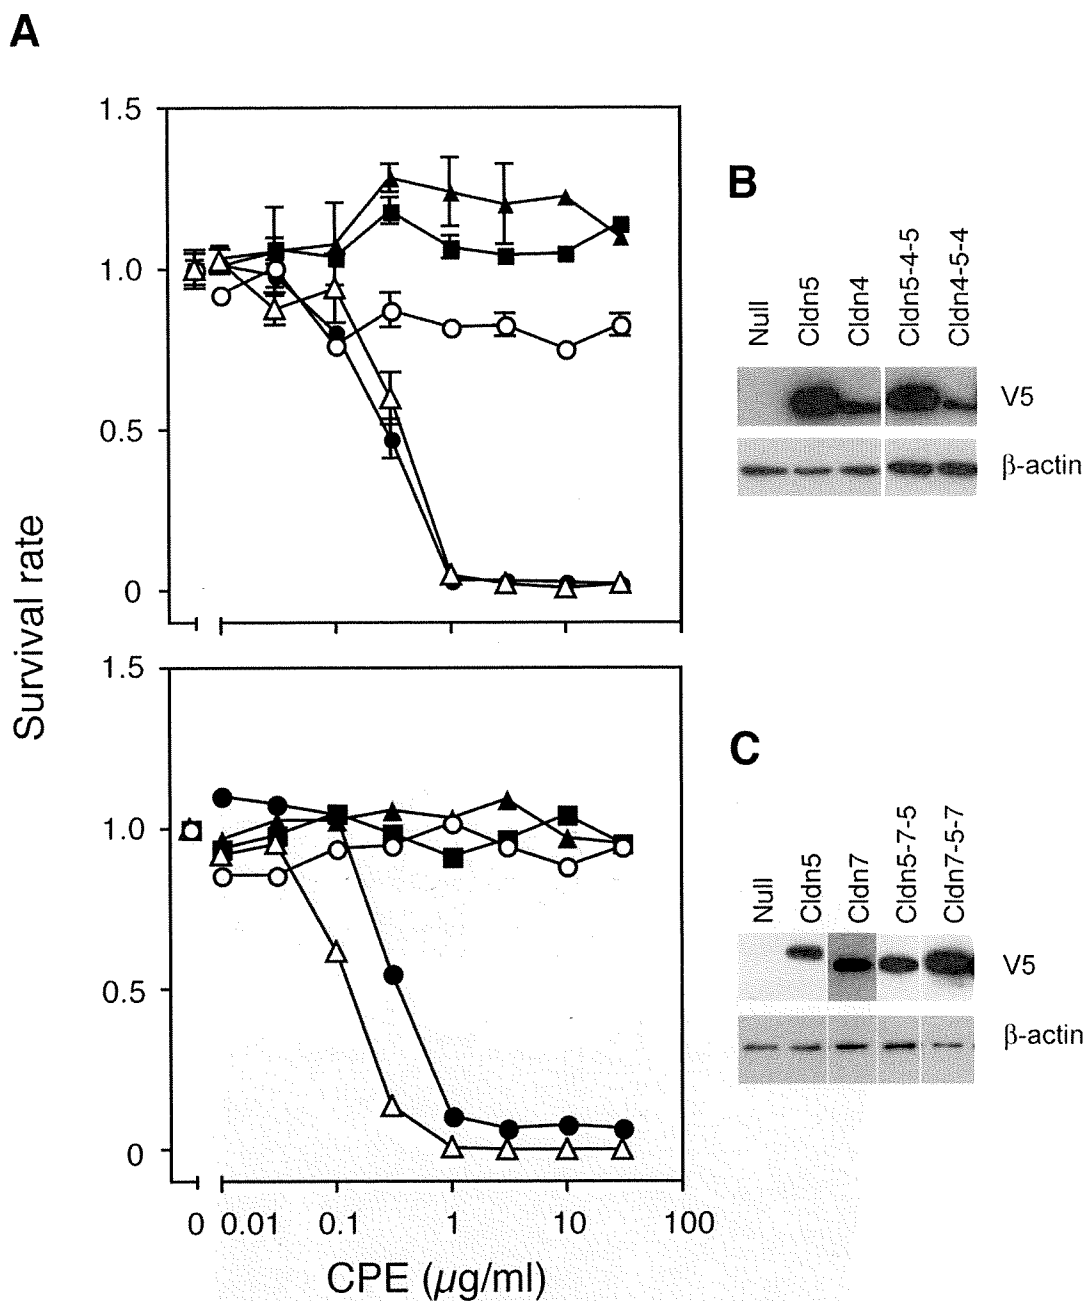 A
1.5
1.0
0.5
0
1.5
1.0
0.5
0
0 0.01 0.1 1 10 100
CPE (μg/ml)
Survival rate
B
Null
Cldn5
Cldn4
Cldn5-4-5
Cldn4-5-4
V5
β-actin
C
Null
Cldn5
Cldn7
Cldn5-7-5
Cldn7-5-7
V5
β-actin